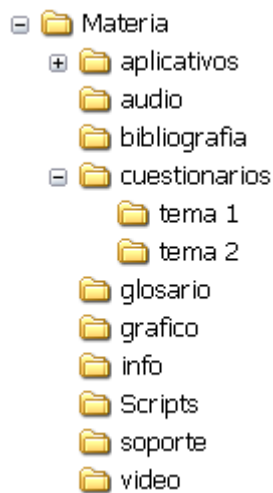 Materia
aplicativos
audio
bibliografia
cuestionarios
tema 1
tema 2
glosario
grafico
info
Scripts
soporte
video